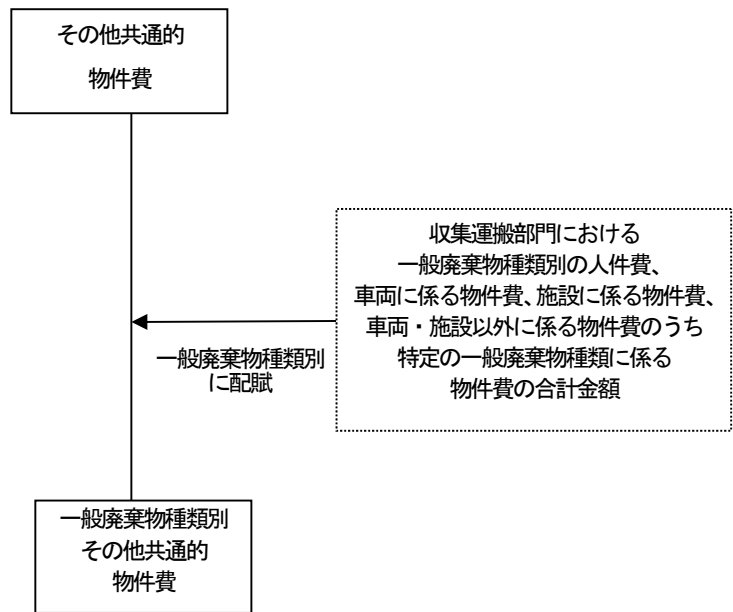 その他共通的
物件費
収集運搬部門における
一般廃棄物種類別の人件費、
車両に係る物件費、施設に係る物件費、
車両・施設以外に係る物件費のうち
特定の一般廃棄物種類に係る
物件費の合計金額
一般廃棄物種類別
に配賦
一般廃棄物種類別
その他共通的
物件費